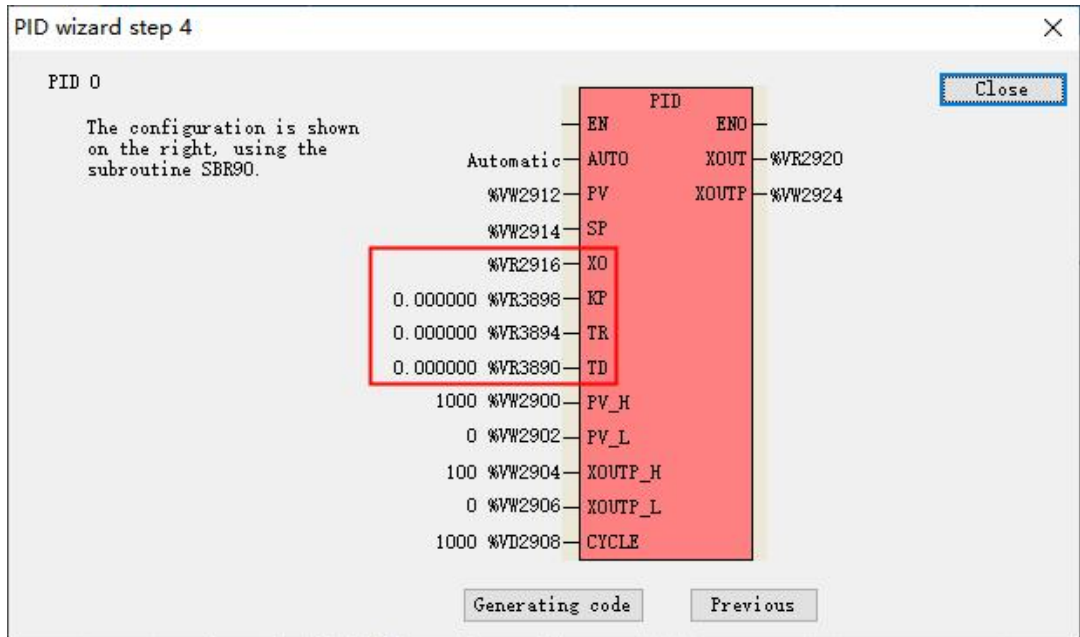 PID wizard step 4
PID 0
Close
The configuration is shown
on the right, using the
subroutine SBR90.
PID
EN ENO
Automatic AUTO XOUT %VR2920
%VW2912 PV XOUTP %VW2924
%VW2914 SP
%VR2916 XO
0.000000 %VR3898 KP
0.000000 %VR3894 TR
0.000000 %VR3890 TD
1000 %VW2900 PV_H
0 %VW2902 PV_L
100 %VW2904 XOUTP_H
0 %VW2906 XOUTP_L
1000 %VD2908 CYCLE
Generating code Previous